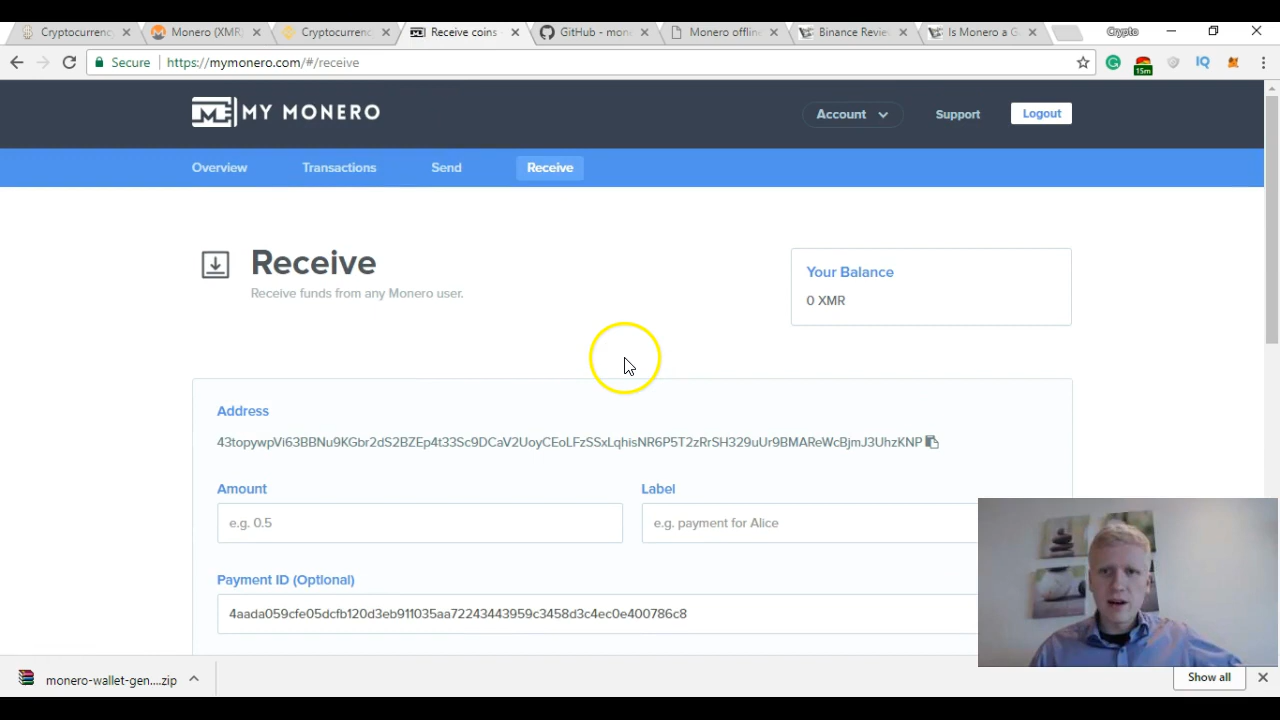 Cryptocurrency
Monero (XMR)
Cryptocurrenc
Receive coins
GitHub - mon
Monero offlin
Binance Revie
Is Monero a G
Crypto
Secure
https://mymonero.com/#/receive
15m
IQ
MY MONERO
Account
Support
Logout
Overview
Transactions
Send
Receive
Receive
Receive funds from any Monero user.
Your Balance
0 XMR
Address
43topywpVi63BBNu9KGbr2dS2BZEp4t33Sc9DCaV2UoyCEoLFzSSxLqhisNR6P5T2zRrSH329uUr9BMAReWcBjmJ3UhzKNP
Amount
Label
e.g. 0.5
e.g. payment for Alice
Payment ID (Optional)
4aada059cfe05dcfb120d3eb911035aa72243443959c3458d3c4ec0e400786c8
monero-wallet-gen....zip
Show all